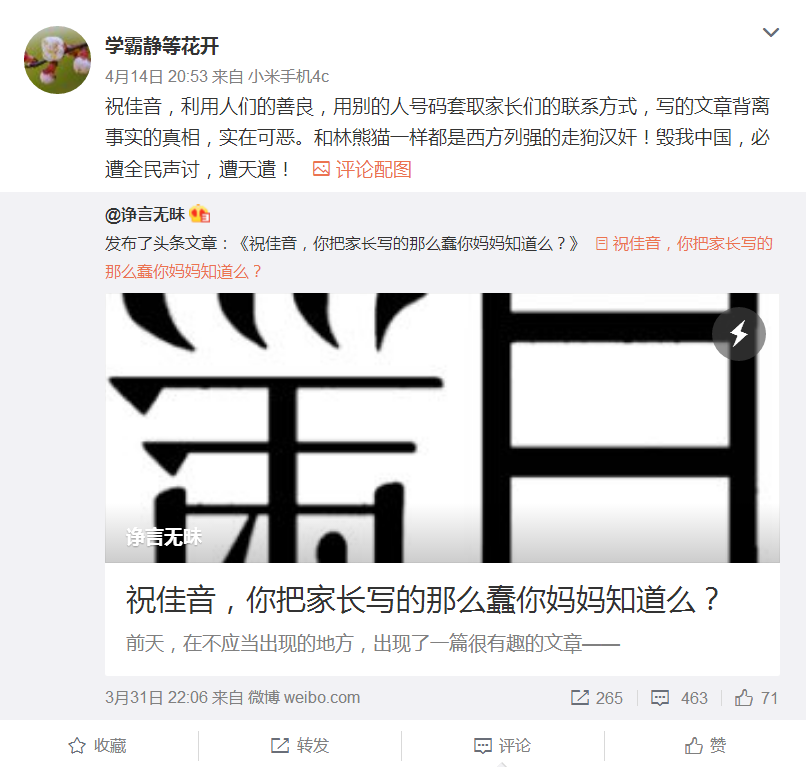 学霸静等花开
4月14日 20:53 来自 小米手机4c
祝佳音，利用人们的善良，用别的人号码套取家长们的联系方式，写的文章背离
事实的真相，实在可恶。和林熊猫一样都是西方列强的走狗汉奸！毁我中国，必
遭全民声讨，遭天谴！ 评论配图
@诤言无昧
发布了头条文章：《祝佳音，你把家长写的那么蠢你妈妈知道么？》 祝佳音，你把家长写的
那么蠢你妈妈知道么？
诤言无昧
祝佳音，你把家长写的那么蠢你妈妈知道么？
前天，在不应当出现的地方，出现了一篇很有趣的文章——
3月31日 22:06 来自 微博 weibo.com 265 463 71
收藏 转发 评论 赞